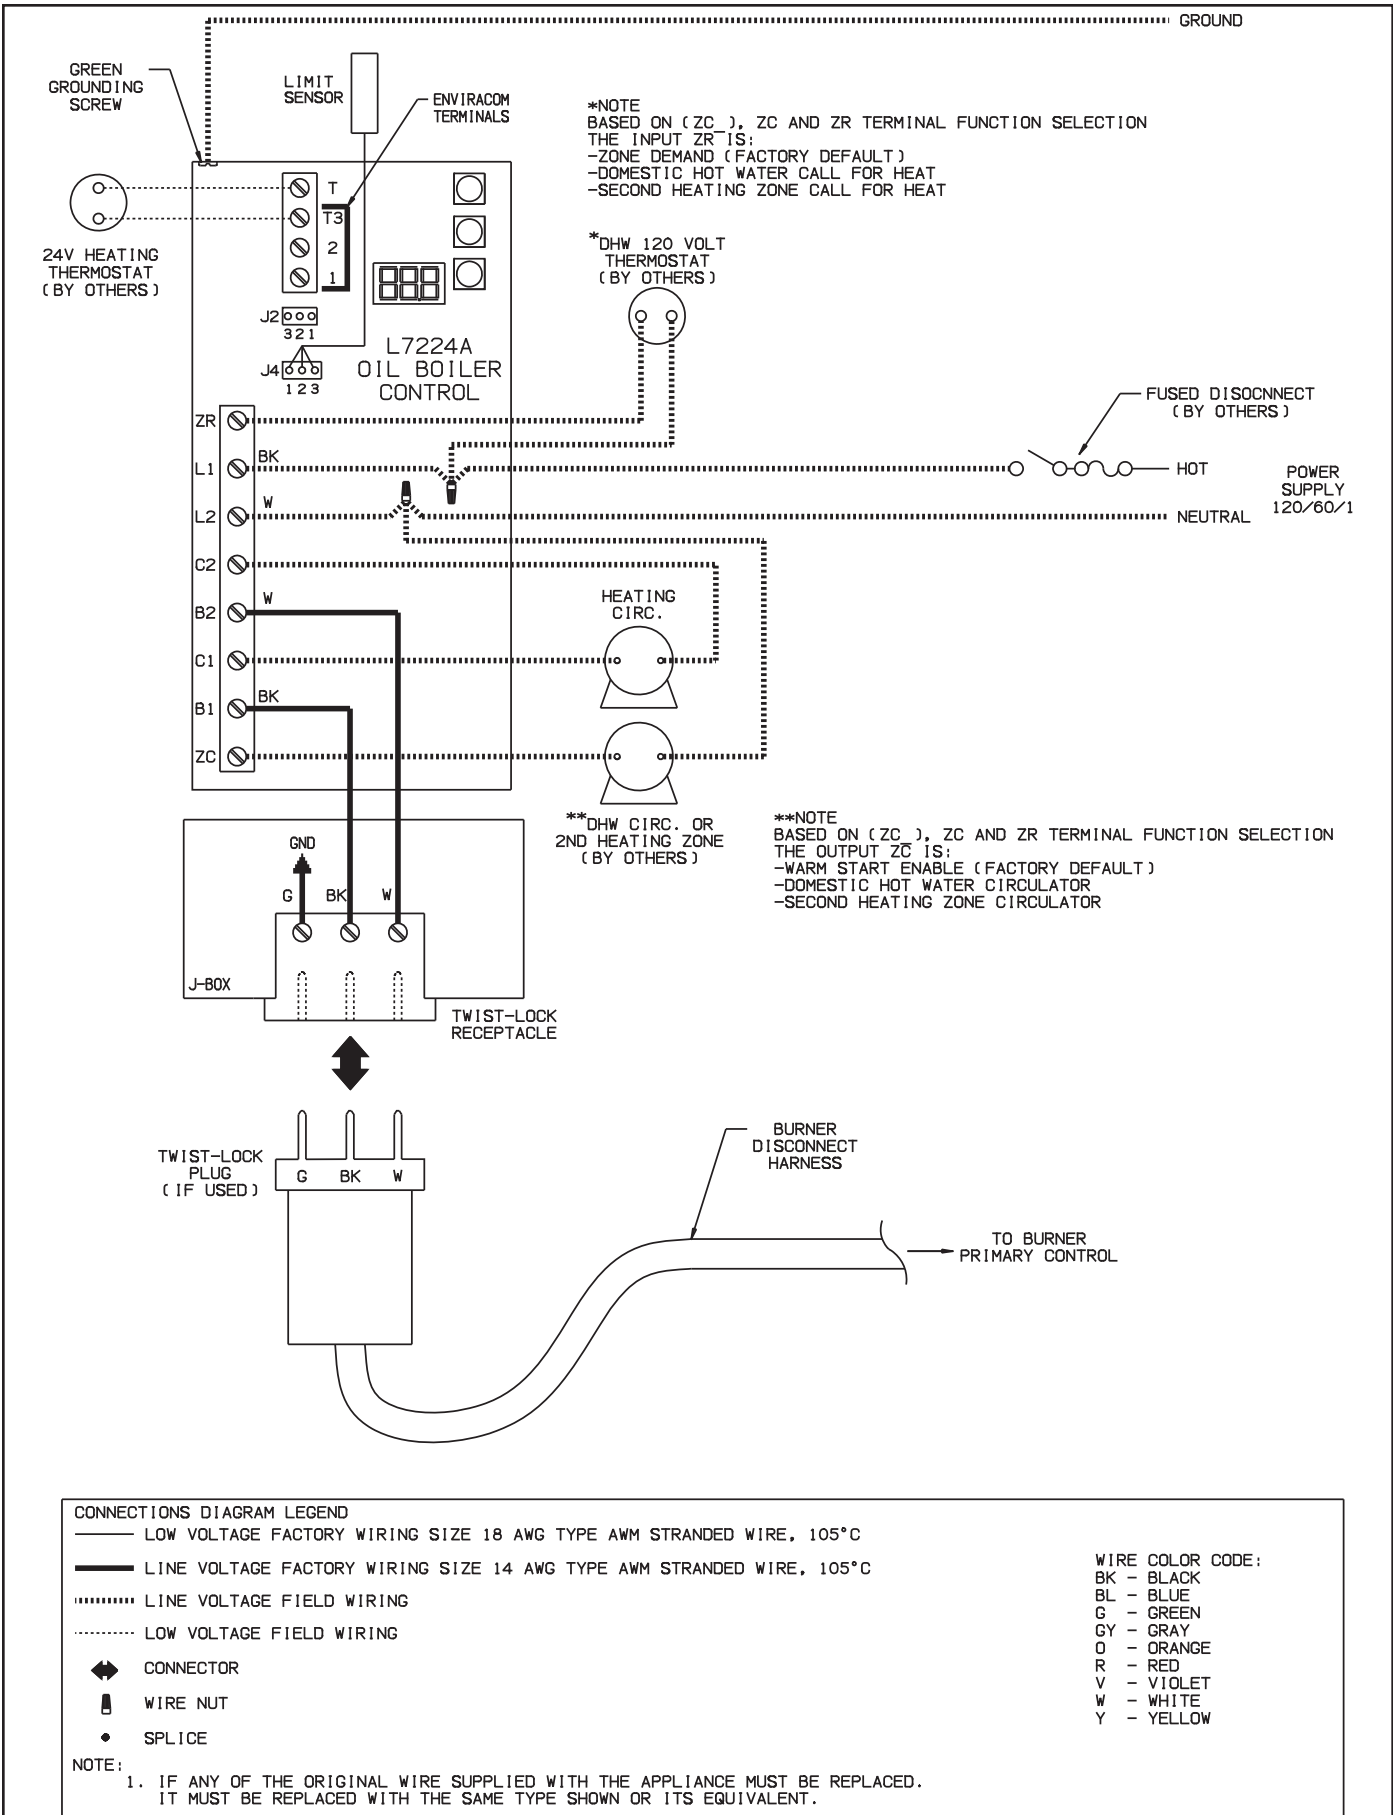 GROUND
GREEN
GROUNDING
SCREW
LIMIT
SENSOR
ENVIRACOM
TERMINALS
*NOTE
BASED ON (ZC_), ZC AND ZR TERMINAL FUNCTION SELECTION
THE INPUT ZR IS:
-ZONE DEMAND (FACTORY DEFAULT)
-DOMESTIC HOT WATER CALL FOR HEAT
-SECOND HEATING ZONE CALL FOR HEAT
T
T3
2
1
24V HEATING
THERMOSTAT
(BY OTHERS)
*DHW 120 VOLT
THERMOSTAT
(BY OTHERS)
J2
321
J4
123
L7224A
OIL BOILER
CONTROL
FUSED DISOCNNECT
(BY OTHERS)
ZR
L1
BK
HOT
POWER
SUPPLY
120/60/1
L2
W
NEUTRAL
C2
B2
W
HEATING
CIRC.
C1
B1
BK
ZC
**DHW CIRC. OR
2ND HEATING ZONE
(BY OTHERS)
**NOTE
BASED ON (ZC_), ZC AND ZR TERMINAL FUNCTION SELECTION
THE OUTPUT ZC IS:
-WARM START ENABLE (FACTORY DEFAULT)
-DOMESTIC HOT WATER CIRCULATOR
-SECOND HEATING ZONE CIRCULATOR
GND
G
BK
W
J-BOX
TWIST-LOCK
RECEPTACLE
TWIST-LOCK
PLUG
(IF USED)
G
BK
W
BURNER
DISCONNECT
HARNESS
TO BURNER
PRIMARY CONTROL
CONNECTIONS DIAGRAM LEGEND
LOW VOLTAGE FACTORY WIRING SIZE 18 AWG TYPE AWM STRANDED WIRE, 105°C
LINE VOLTAGE FACTORY WIRING SIZE 14 AWG TYPE AWM STRANDED WIRE, 105°C
LINE VOLTAGE FIELD WIRING
LOW VOLTAGE FIELD WIRING
CONNECTOR
WIRE NUT
SPLICE
WIRE COLOR CODE:
BK - BLACK
BL - BLUE
G - GREEN
GY - GRAY
O - ORANGE
R - RED
V - VIOLET
W - WHITE
Y - YELLOW
NOTE:
1. IF ANY OF THE ORIGINAL WIRE SUPPLIED WITH THE APPLIANCE MUST BE REPLACED.
IT MUST BE REPLACED WITH THE SAME TYPE SHOWN OR ITS EQUIVALENT.